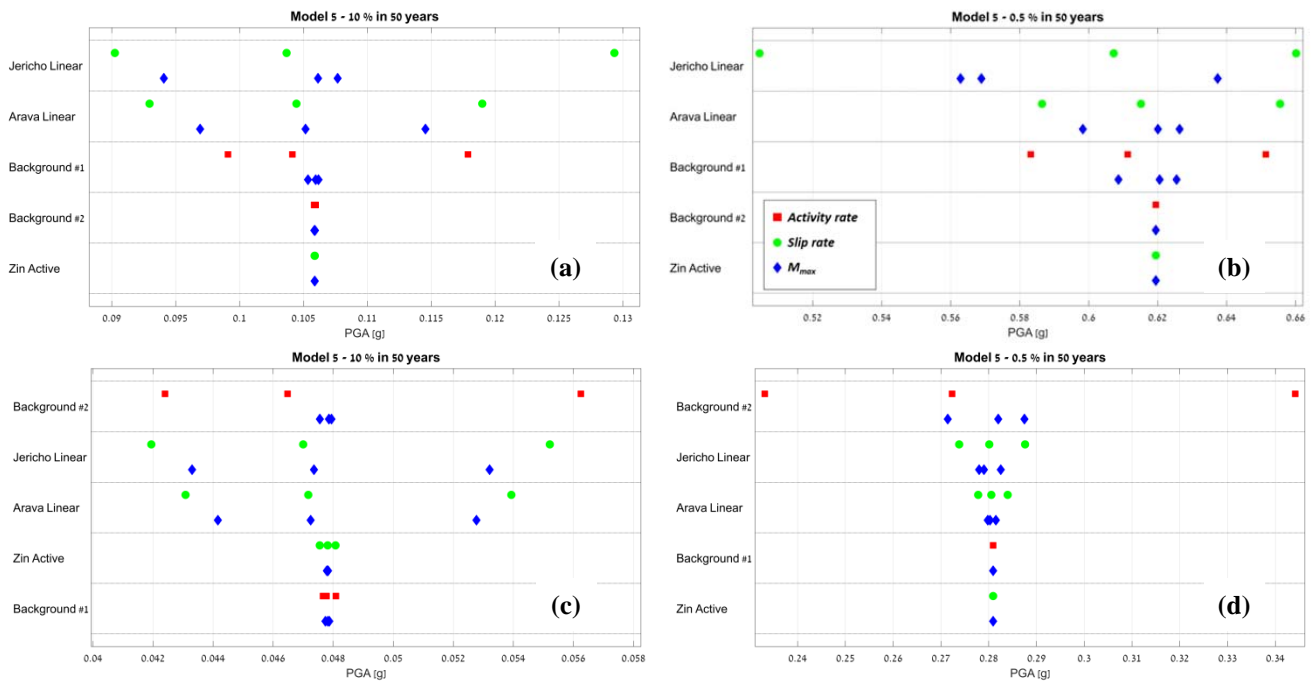 Model 5 - 10 % in 50 years
Jericho Linear
Arava Linear
Background #1
Background #2
Zin Active
(a)
0.09 0.095 0.1 0.105 0.11 0.115 0.12 0.125 0.13
PGA [g]
Model 5 - 0.5 % in 50 years
Jericho Linear
Arava Linear
Background #1
Background #2
Zin Active
Activity rate
Slip rate
Mmax
(b)
0.52 0.54 0.56 0.58 0.6 0.62 0.64 0.66
PGA [g]
Model 5 - 10 % in 50 years
Background #2
Jericho Linear
Arava Linear
Zin Active
Background #1
(c)
0.04 0.042 0.044 0.046 0.048 0.05 0.052 0.054 0.056 0.058
PGA [g]
Model 5 - 0.5 % in 50 years
Background #2
Jericho Linear
Arava Linear
Background #1
Zin Active
(d)
0.24 0.25 0.26 0.27 0.28 0.29 0.3 0.31 0.32 0.33 0.34
PGA [g]